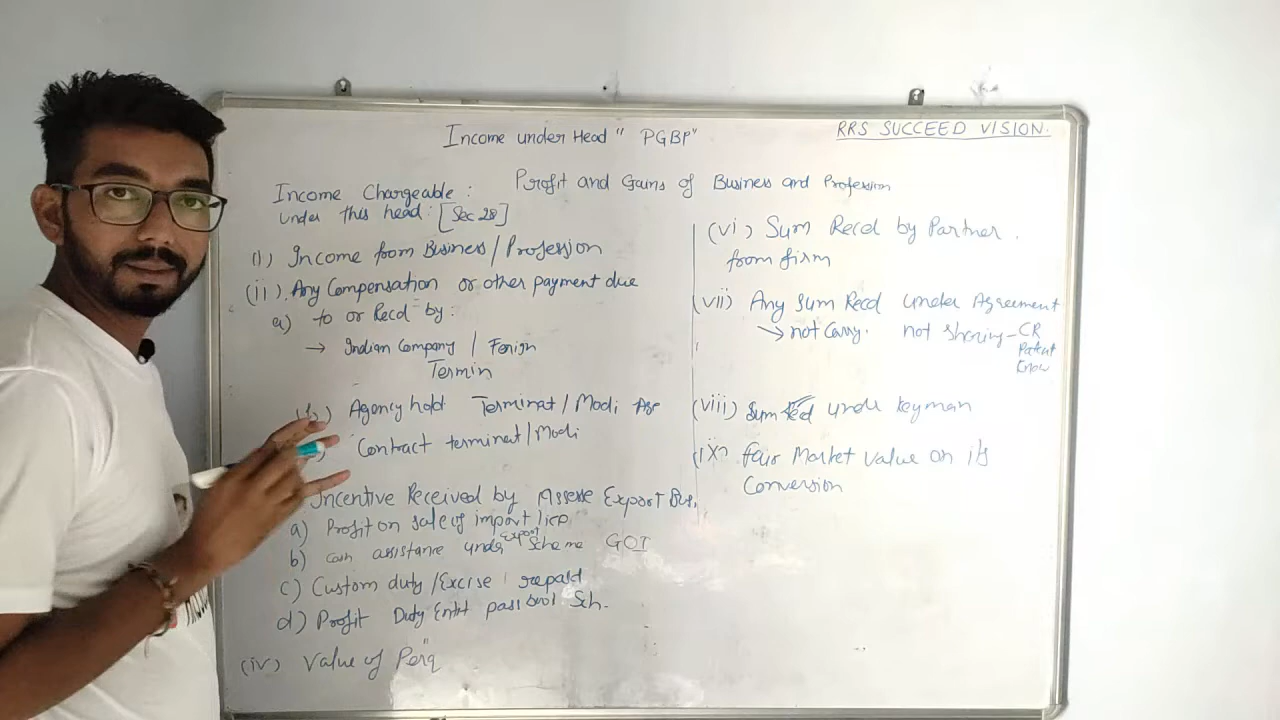 Income under Head " PGBP"
RRS SUCCEED VISION.
Profit and Gains of Business and Profession
Income Chargeable :
under this head : [Sec 28]
(i) Income from Business / Profession
(ii) Any Compensation or other payment due
a) to or Recd by :
→ Indian Company / Forign
Termin
Agency hold Terminat / Modi
Contract terminat / Modi
Incentive Received by Assesse Export Bus.
a) Profit on sale of import lice
b) Cash assistance under Export Scheme GOI
c) Custom duty / Excise repaid
d) Profit Duty Entit pass book Sch.
(iv) Value of Perq
(vi) Sum Recd by Partner.
from firm
(vii) Any Sum Recd under Agreement
→ not Carry. not sharing - CR
Patent
Know
(viii) Sum Recd unde Keyman
(ix) fair Market Value on its
Conversion